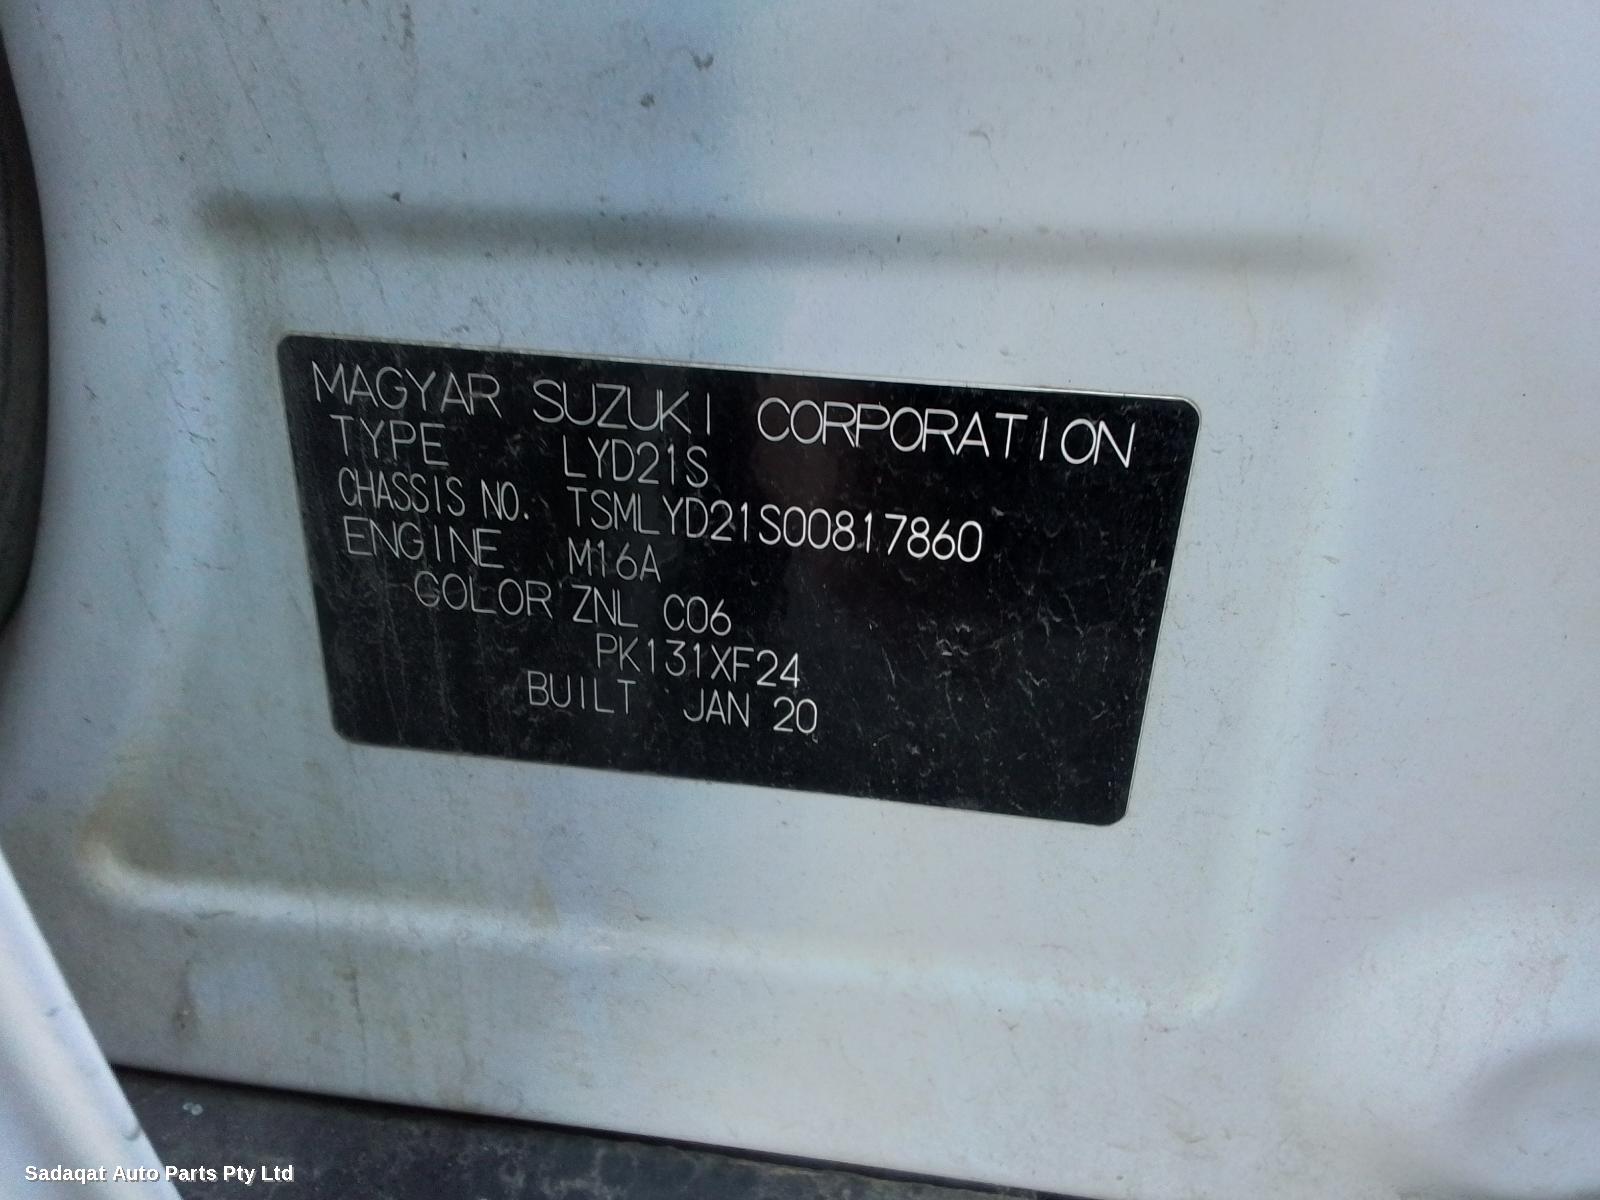 MAGYAR SUZUKI CORPORATION
TYPE LYD21S
CHASSIS NO. TSMLYD21S00817860
ENGINE M16A
COLOR ZNL C06
PK131XF24
BUILT JAN 20
Sadaqat Auto Parts Pty Ltd